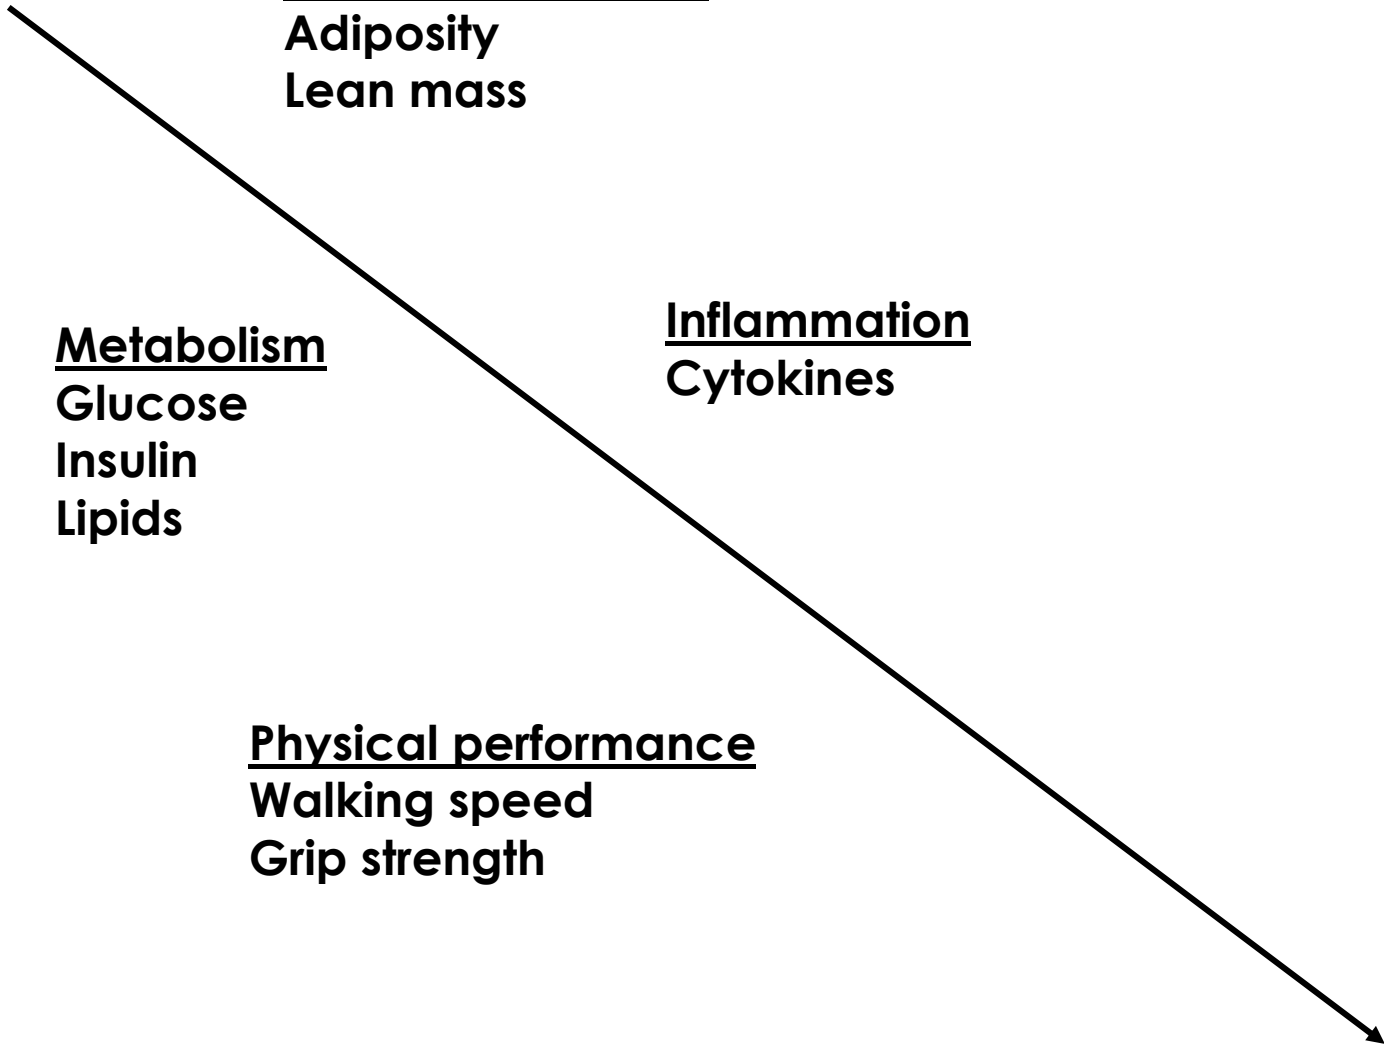 Adiposity
Lean mass
Inflammation
Cytokines
Metabolism
Glucose
Insulin
Lipids
Physical performance
Walking speed
Grip strength